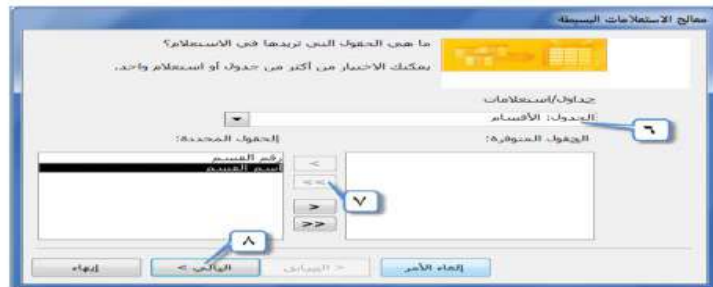 معالج الاستعلامات البسيطة
ما هي الحقول التي تريدها في الاستعلام؟
يمكنك الاختيار من أكثر من جدول أو استعلام واحد.
جداول/استعلامات
الجدول: الأقسام
٦
الحقول المتوفرة:
الحقول المحددة:
رقم القسم
اسم القسم
>
>>
<
<<
٧
٨
إلغاء الأمر
< السابق
التالي >
إنهاء